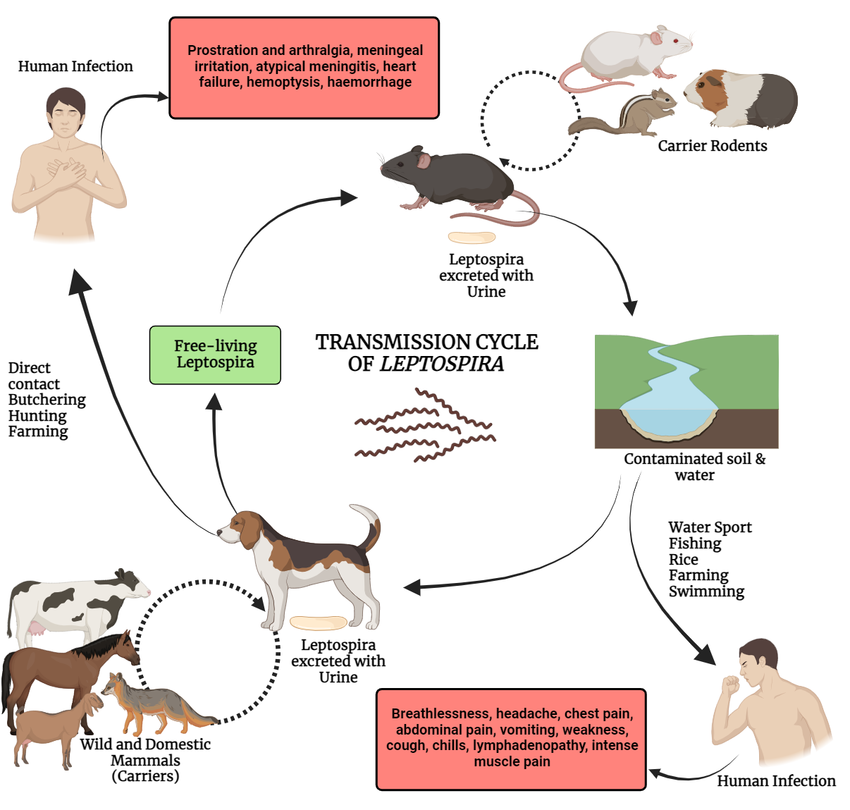 Human Infection
Prostration and arthralgia, meningeal
irritation, atypical meningitis, heart
failure, hemoptysis, haemorrhage
Carrier Rodents
Leptospira
excreted with
Urine
Free-living
Leptospira
TRANSMISSION CYCLE
OF LEPTOSPIRA
Direct
contact
Butchering
Hunting
Farming
Contaminated soil &
water
Water Sport
Fishing
Rice
Farming
Swimming
Leptospira
excreted with
Urine
Wild and Domestic
Mammals
(Carriers)
Breathlessness, headache, chest pain,
abdominal pain, vomiting, weakness,
cough, chills, lymphadenopathy, intense
muscle pain
Human Infection